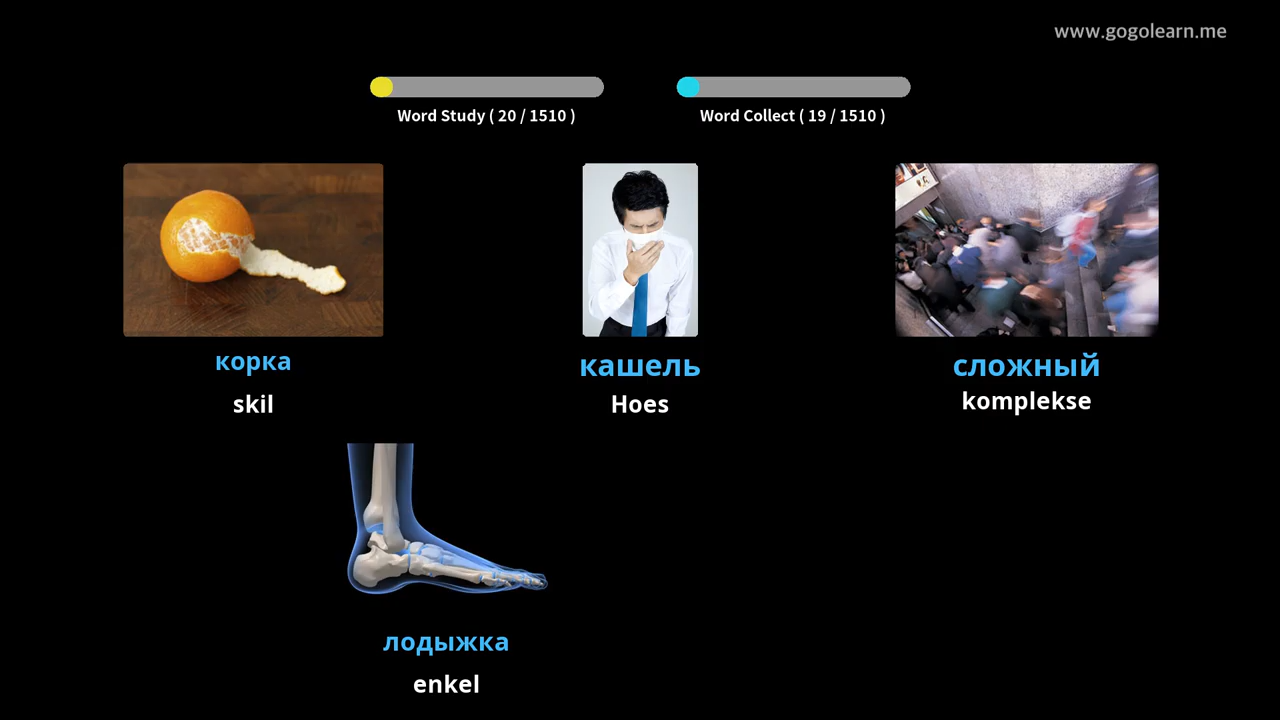 www.gogolearn.me
Word Study ( 20 / 1510 )
Word Collect ( 19 / 1510 )
корка
skil
кашель
Hoes
сложный
komplekse
лодыжка
enkel